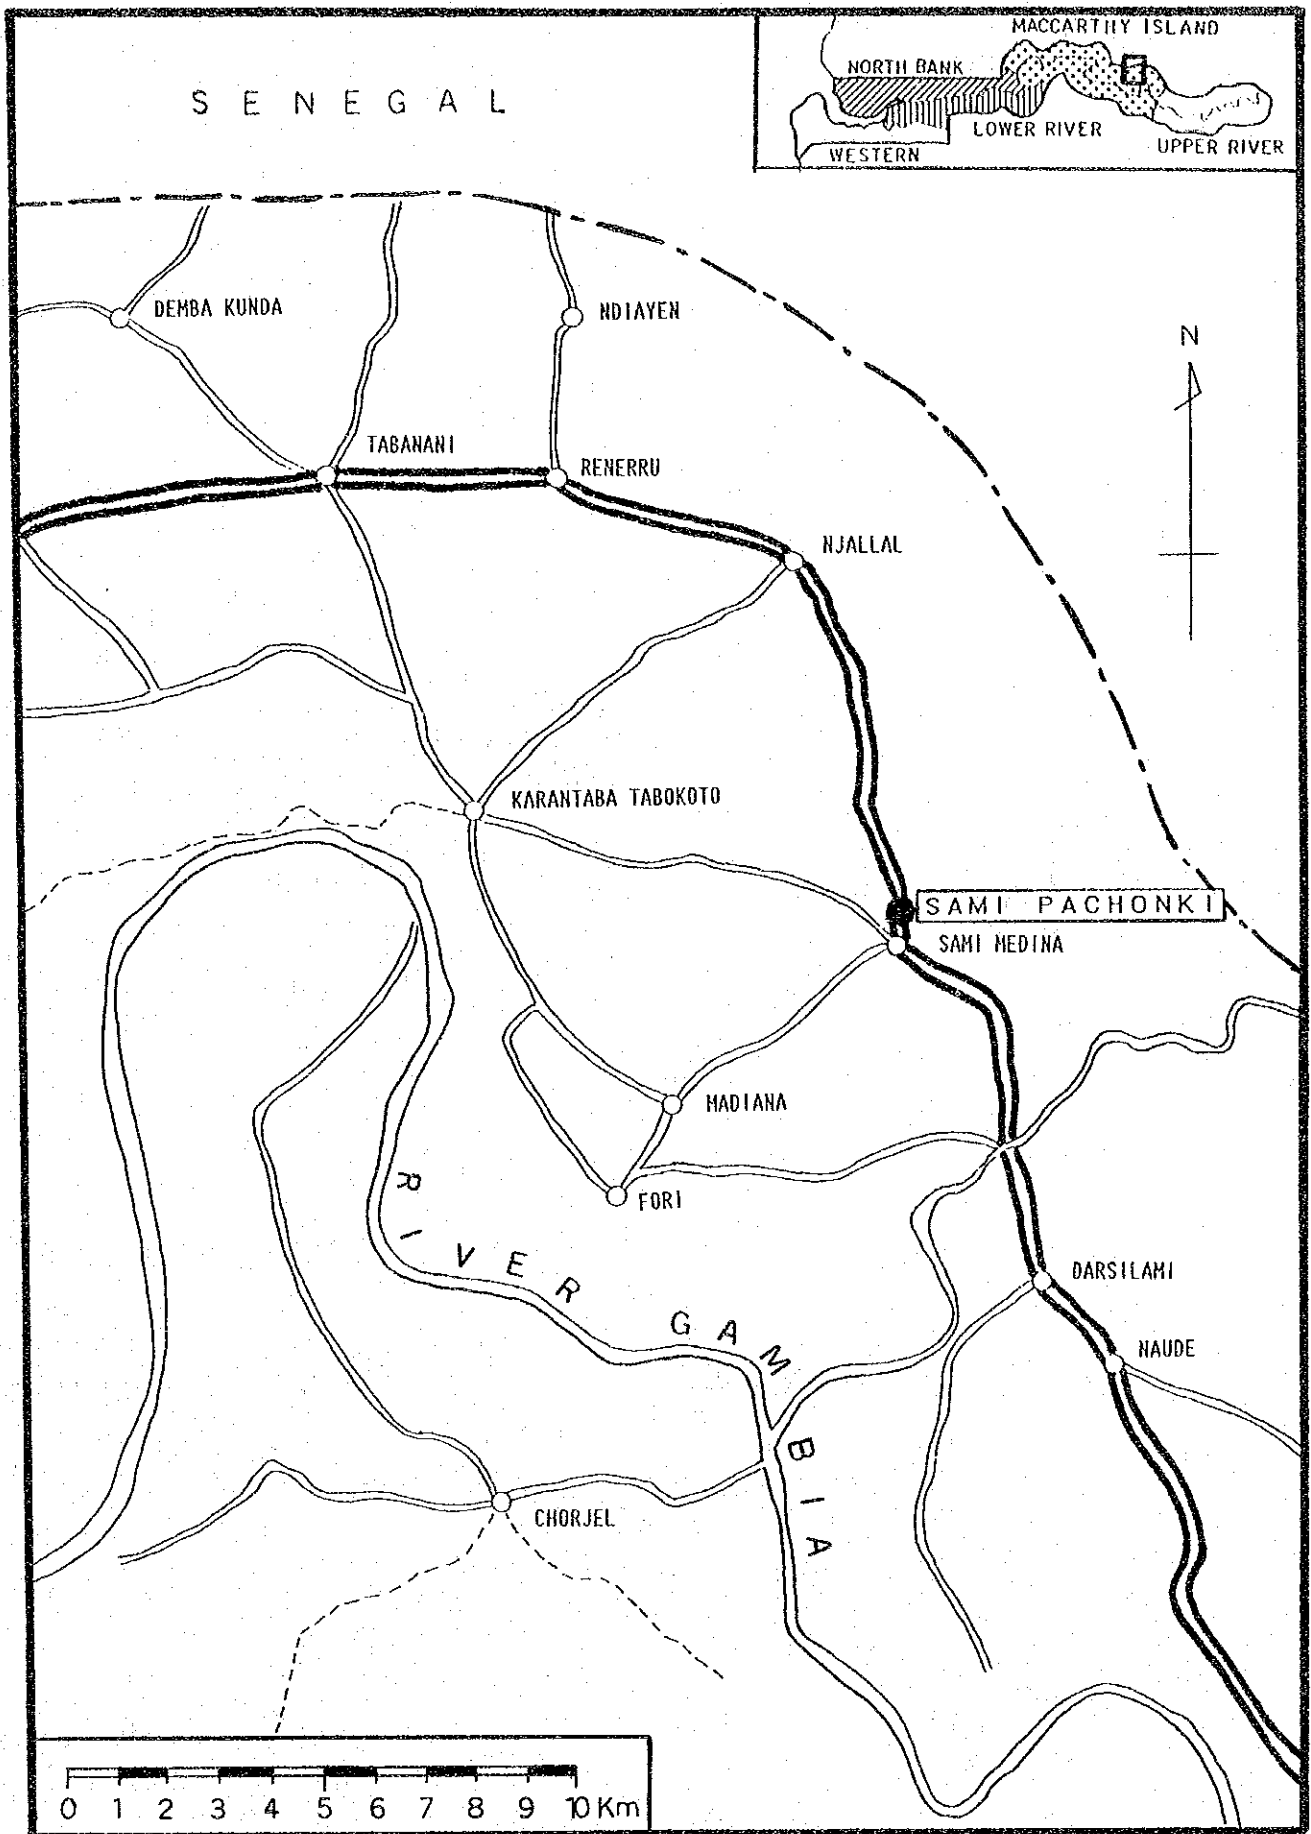 MACCARTHY ISLAND
NORTH BANK
LOWER RIVER
UPPER RIVER
WESTERN
SENEGAL
DEMBA KUNDA
NDIAYEN
N
TABANANI
RENERRU
NJALLAL
KARANTABA TABOKOTO
SAMI PACHONKI
SAMI MEDINA
MADIANA
FORI
RIVER GAMBIA
DARSILAMI
NAUDE
CHORJEL
0 1 2 3 4 5 6 7 8 9 10 Km